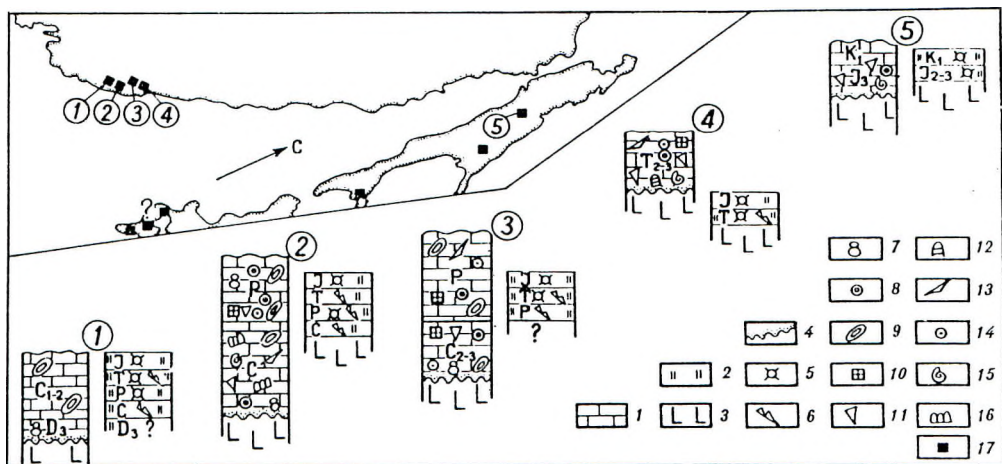 5
K₁
J₃
L L
" K₁ "
J₂₋₃ "
L L L
1
2
3
4
C
5
?
4
T₂₋₃
L L L
J "
" T "
L L L
3
P
C₂₋₃
L L
" J "
" T "
" P "
?
2
P
C
L L
" J "
" T "
" P "
" C "
L L L
1
C₁₋₂
D₃
L L
" J "
" T "
" P "
" C "
" D₃ ?
7
12
8
13
4
9
14
" " 2
5
10
15
1
L L 3
6
11
16
17